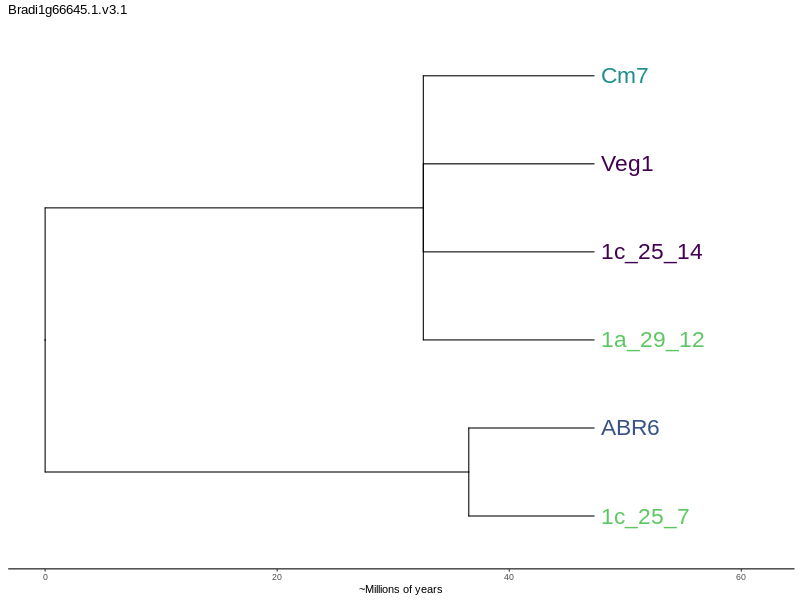 Bradi1g66645.1.v3.1
Cm7
Veg1
1c_25_14
1a_29_12
ABR6
1c_25_7
0 20 40 60
~Millions of years